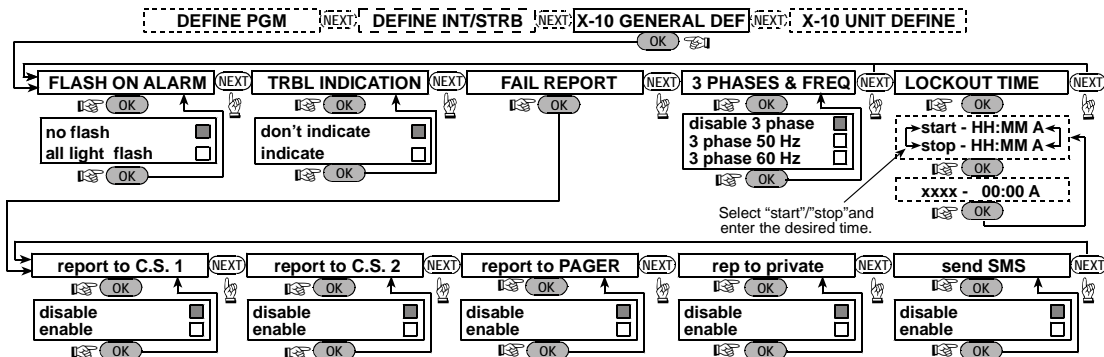 DEFINE PGM NEXT DEFINE INT/STRB NEXT X-10 GENERAL DEF NEXT X-10 UNIT DEFINE
OK
FLASH ON ALARM NEXT TRBL INDICATION NEXT FAIL REPORT NEXT 3 PHASES & FREQ NEXT LOCKOUT TIME NEXT
OK OK OK OK OK
no flash
all light flash
OK
don't indicate
indicate
OK
disable 3 phase
3 phase 50 Hz
3 phase 60 Hz
OK
start - HH:MM A
stop - HH:MM A
OK
xxxx - 00:00 A
OK
Select "start"/"stop"and
enter the desired time.
report to C.S. 1 NEXT report to C.S. 2 NEXT report to PAGER NEXT rep to private NEXT send SMS NEXT
OK OK OK OK OK
disable disable disable disable disable
enable enable enable enable enable
OK OK OK OK OK